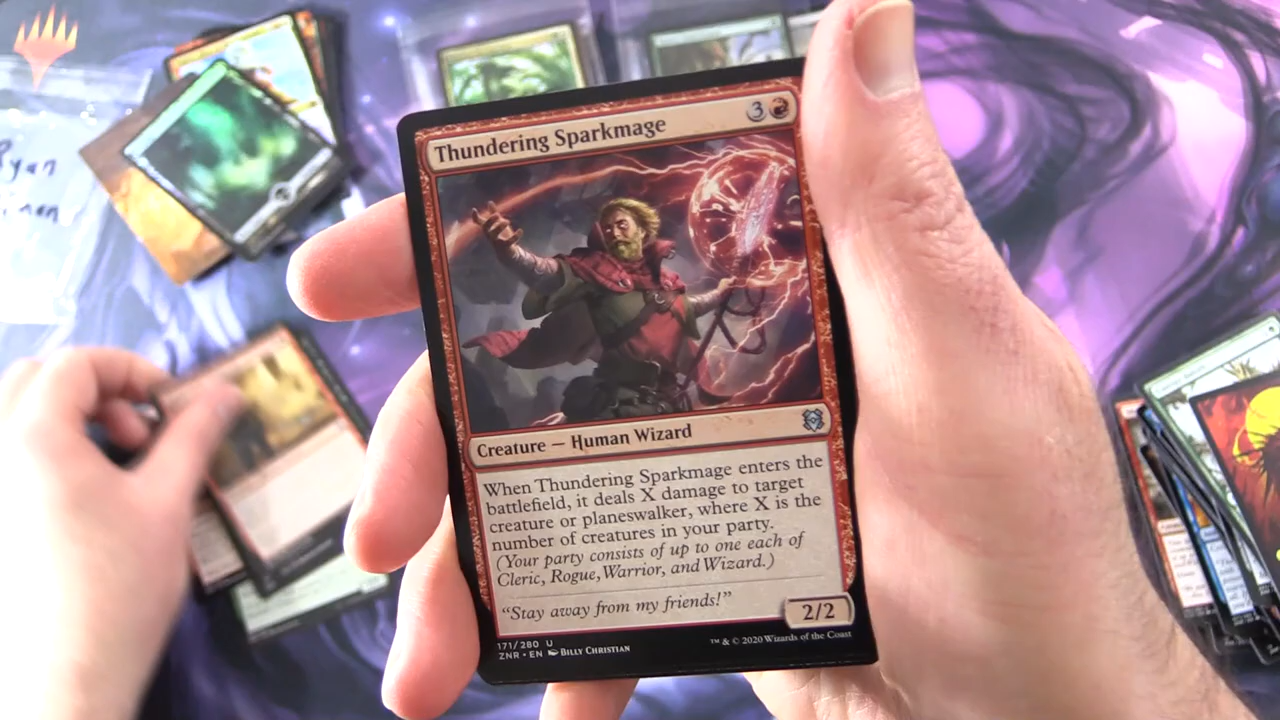 Ryan
Thundering Sparkmage
3
Creature — Human Wizard
When Thundering Sparkmage enters the
battlefield, it deals X damage to target
creature or planeswalker, where X is the
number of creatures in your party.
(Your party consists of up to one each of
Cleric, Rogue, Warrior, and Wizard.)
“Stay away from my friends!”
2/2
171/280 U
ZNR • EN BILLY CHRISTIAN
™ & © 2020 Wizards of the Coast